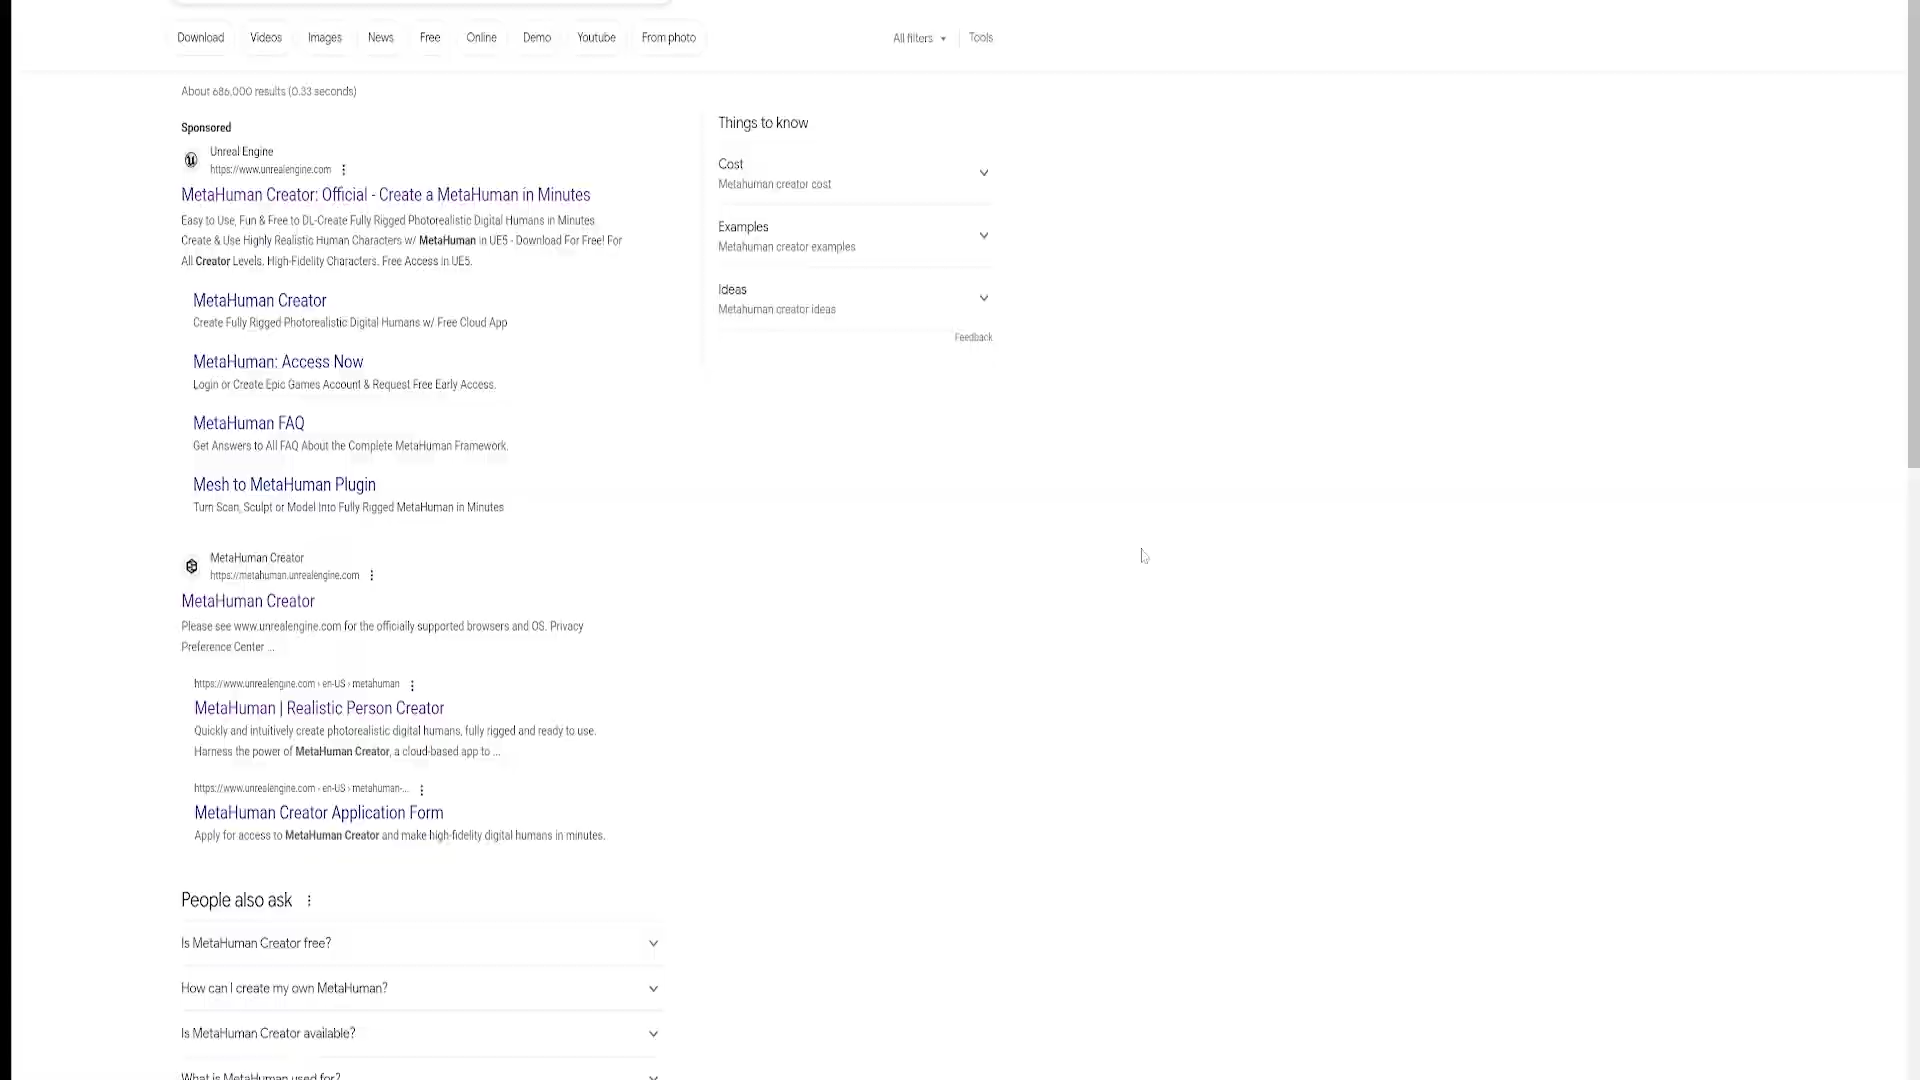 Download Videos Images News Free Online Demo Youtube From photo All filters Tools
About 686,000 results (0.33 seconds)
Sponsored
Unreal Engine
https://www.unrealengine.com
MetaHuman Creator: Official - Create a MetaHuman in Minutes
Easy to Use, Fun & Free to DL-Create Fully Rigged Photorealistic Digital Humans in Minutes
Create & Use Highly Realistic Human Characters w/ MetaHuman in UE5 - Download For Free! For
All Creator Levels. High-Fidelity Characters. Free Access in UE5.
MetaHuman Creator
Create Fully Rigged Photorealistic Digital Humans w/ Free Cloud App
MetaHuman: Access Now
Login or Create Epic Games Account & Request Free Early Access.
MetaHuman FAQ
Get Answers to All FAQ About the Complete MetaHuman Framework.
Mesh to MetaHuman Plugin
Turn Scan, Sculpt or Model Into Fully Rigged MetaHuman in Minutes
MetaHuman Creator
https://metahuman.unrealengine.com
MetaHuman Creator
Please see www.unrealengine.com for the officially supported browsers and OS. Privacy
Preference Center ...
https://www.unrealengine.com › en-US › metahuman
MetaHuman | Realistic Person Creator
Quickly and intuitively create photorealistic digital humans, fully rigged and ready to use.
Harness the power of MetaHuman Creator, a cloud-based app to ...
https://www.unrealengine.com › en-US › metahuman-...
MetaHuman Creator Application Form
Apply for access to MetaHuman Creator and make high-fidelity digital humans in minutes.
People also ask
Is MetaHuman Creator free?
How can I create my own MetaHuman?
Is MetaHuman Creator available?
What is MetaHuman used for?
Things to know
Cost
Metahuman creator cost
Examples
Metahuman creator examples
Ideas
Metahuman creator ideas
Feedback